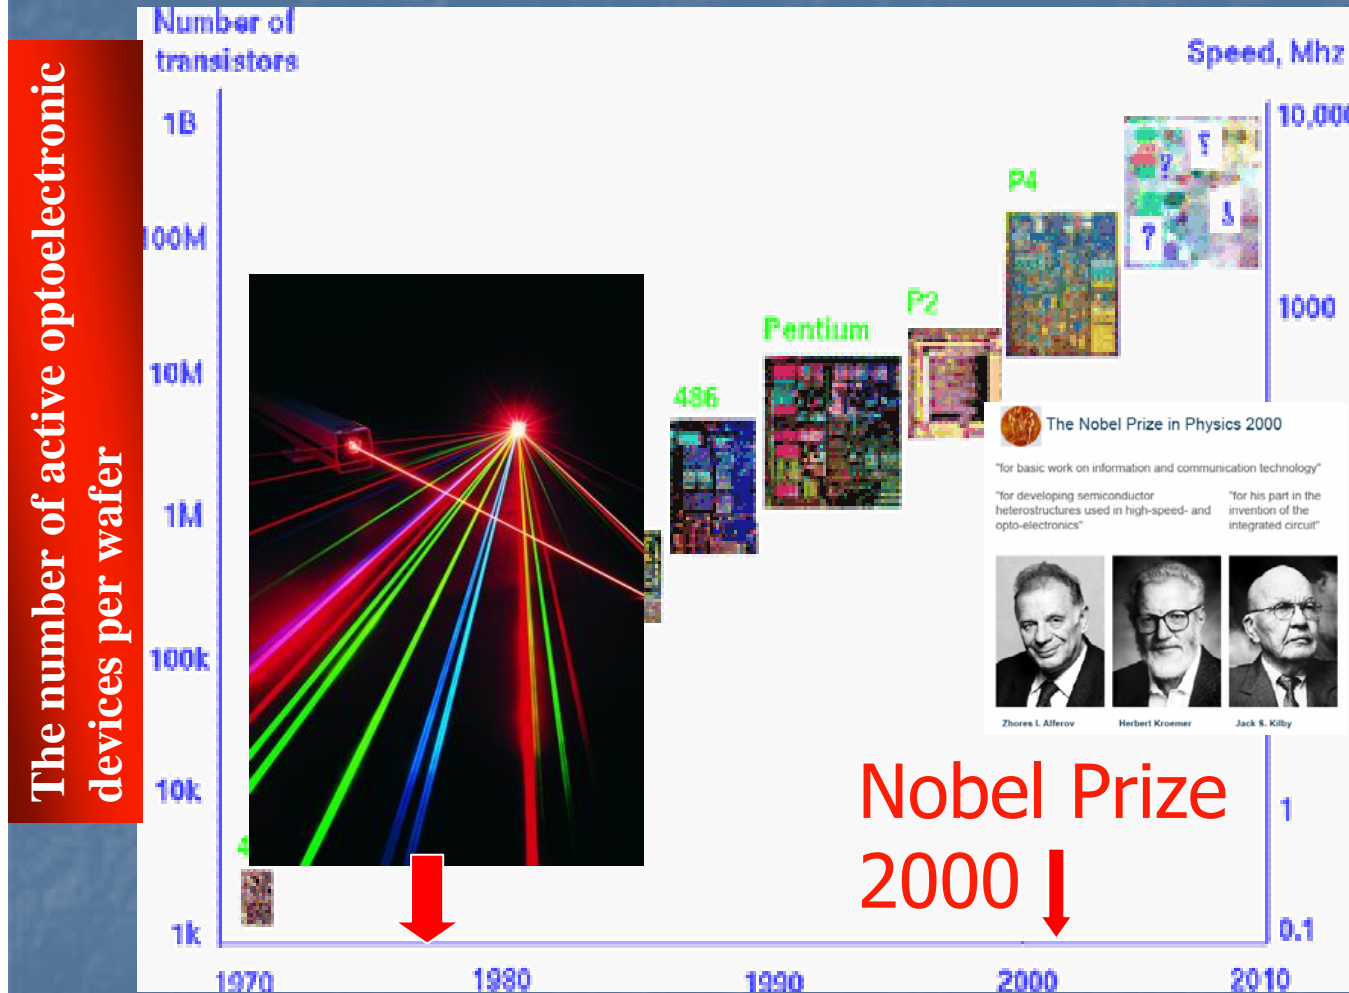 Number of
transistors
Speed, Mhz
The number of active optoelectronic
devices per wafer
1B
100M
10M
1M
100k
10k
1k
10,000
1000
1
0.1
P4
P2
Pentium
486
4
?
?
?
The Nobel Prize in Physics 2000
"for basic work on information and communication technology"
"for developing semiconductor
heterostructures used in high-speed- and
opto-electronics"
"for his part in the
invention of the
integrated circuit"
Zhores I. Alferov
Herbert Kroemer
Jack S. Kilby
Nobel Prize
2000
1970
1980
1990
2000
2010